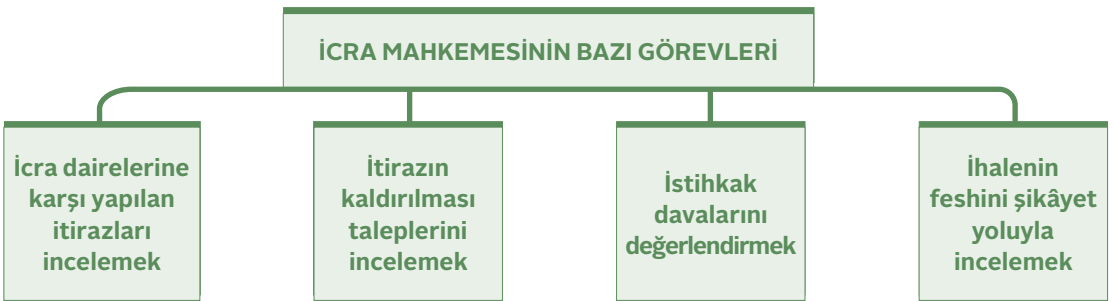 İCRA MAHKEMESİNİN BAZI GÖREVLERİ
İcra dairelerine
karşı yapılan
itirazları
incelemek
İtirazın
kaldırılması
taleplerini
incelemek
İstihkak
davalarını
değerlendirmek
İhalenin
feshini şikâyet
yoluyla
incelemek